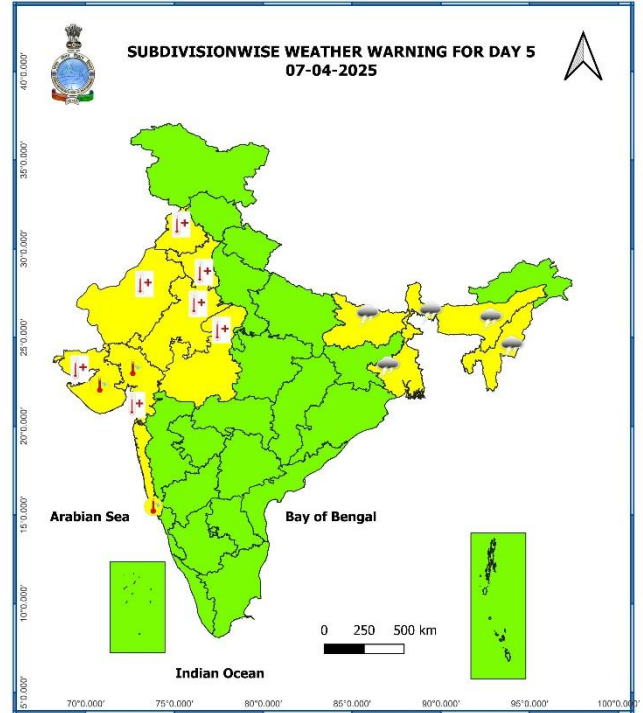 SUBDIVISIONWISE WEATHER WARNING FOR DAY 5
07-04-2025
40°0.000'
35°0.000'
30°0.000'
25°0.000'
20°0.000'
15°0.000'
10°0.000'
5°0.000'
Arabian Sea
Bay of Bengal
0 250 500 km
Indian Ocean
70°0.000' 75°0.000' 80°0.000' 85°0.000' 90°0.000' 95°0.000' 100°0.000'